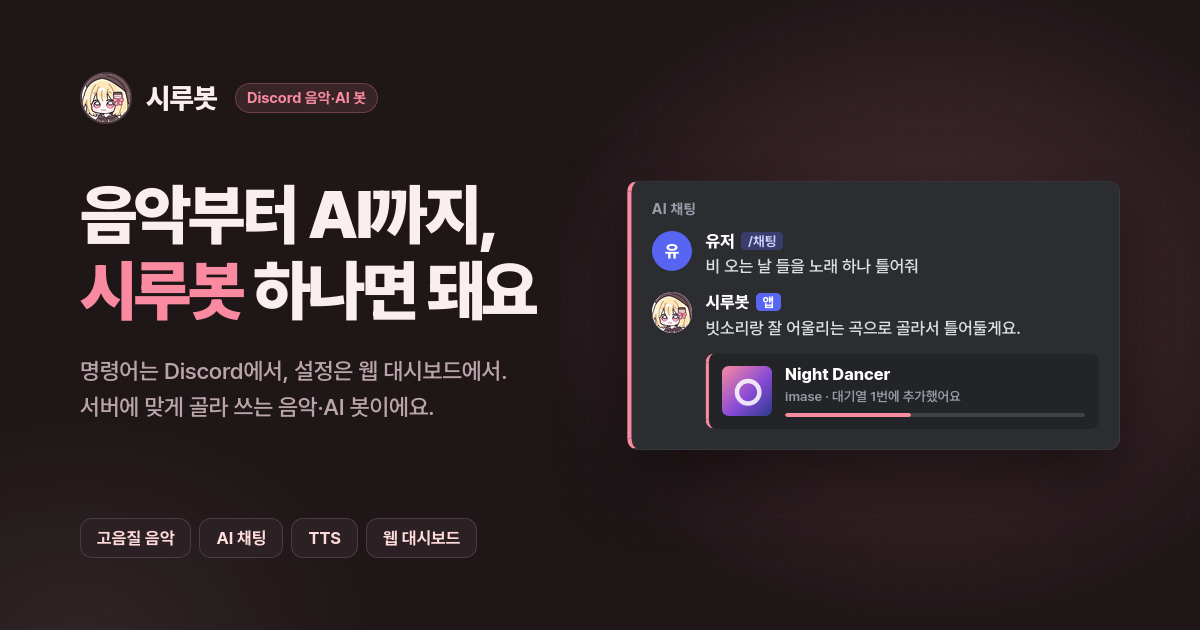 시루봇
Discord 음악·AI 봇
음악부터 AI까지,
시루봇 하나면 돼요
명령어는 Discord에서, 설정은 웹 대시보드에서.
서버에 맞게 골라 쓰는 음악·AI 봇이에요.
고음질 음악
AI 채팅
TTS
웹 대시보드
AI 채팅
유
유저 /채팅
비 오는 날 들을 노래 하나 틀어줘
시루봇 앱
빗소리랑 잘 어울리는 곡으로 골라서 틀어둘게요.
Night Dancer
imase · 대기열 1번에 추가했어요